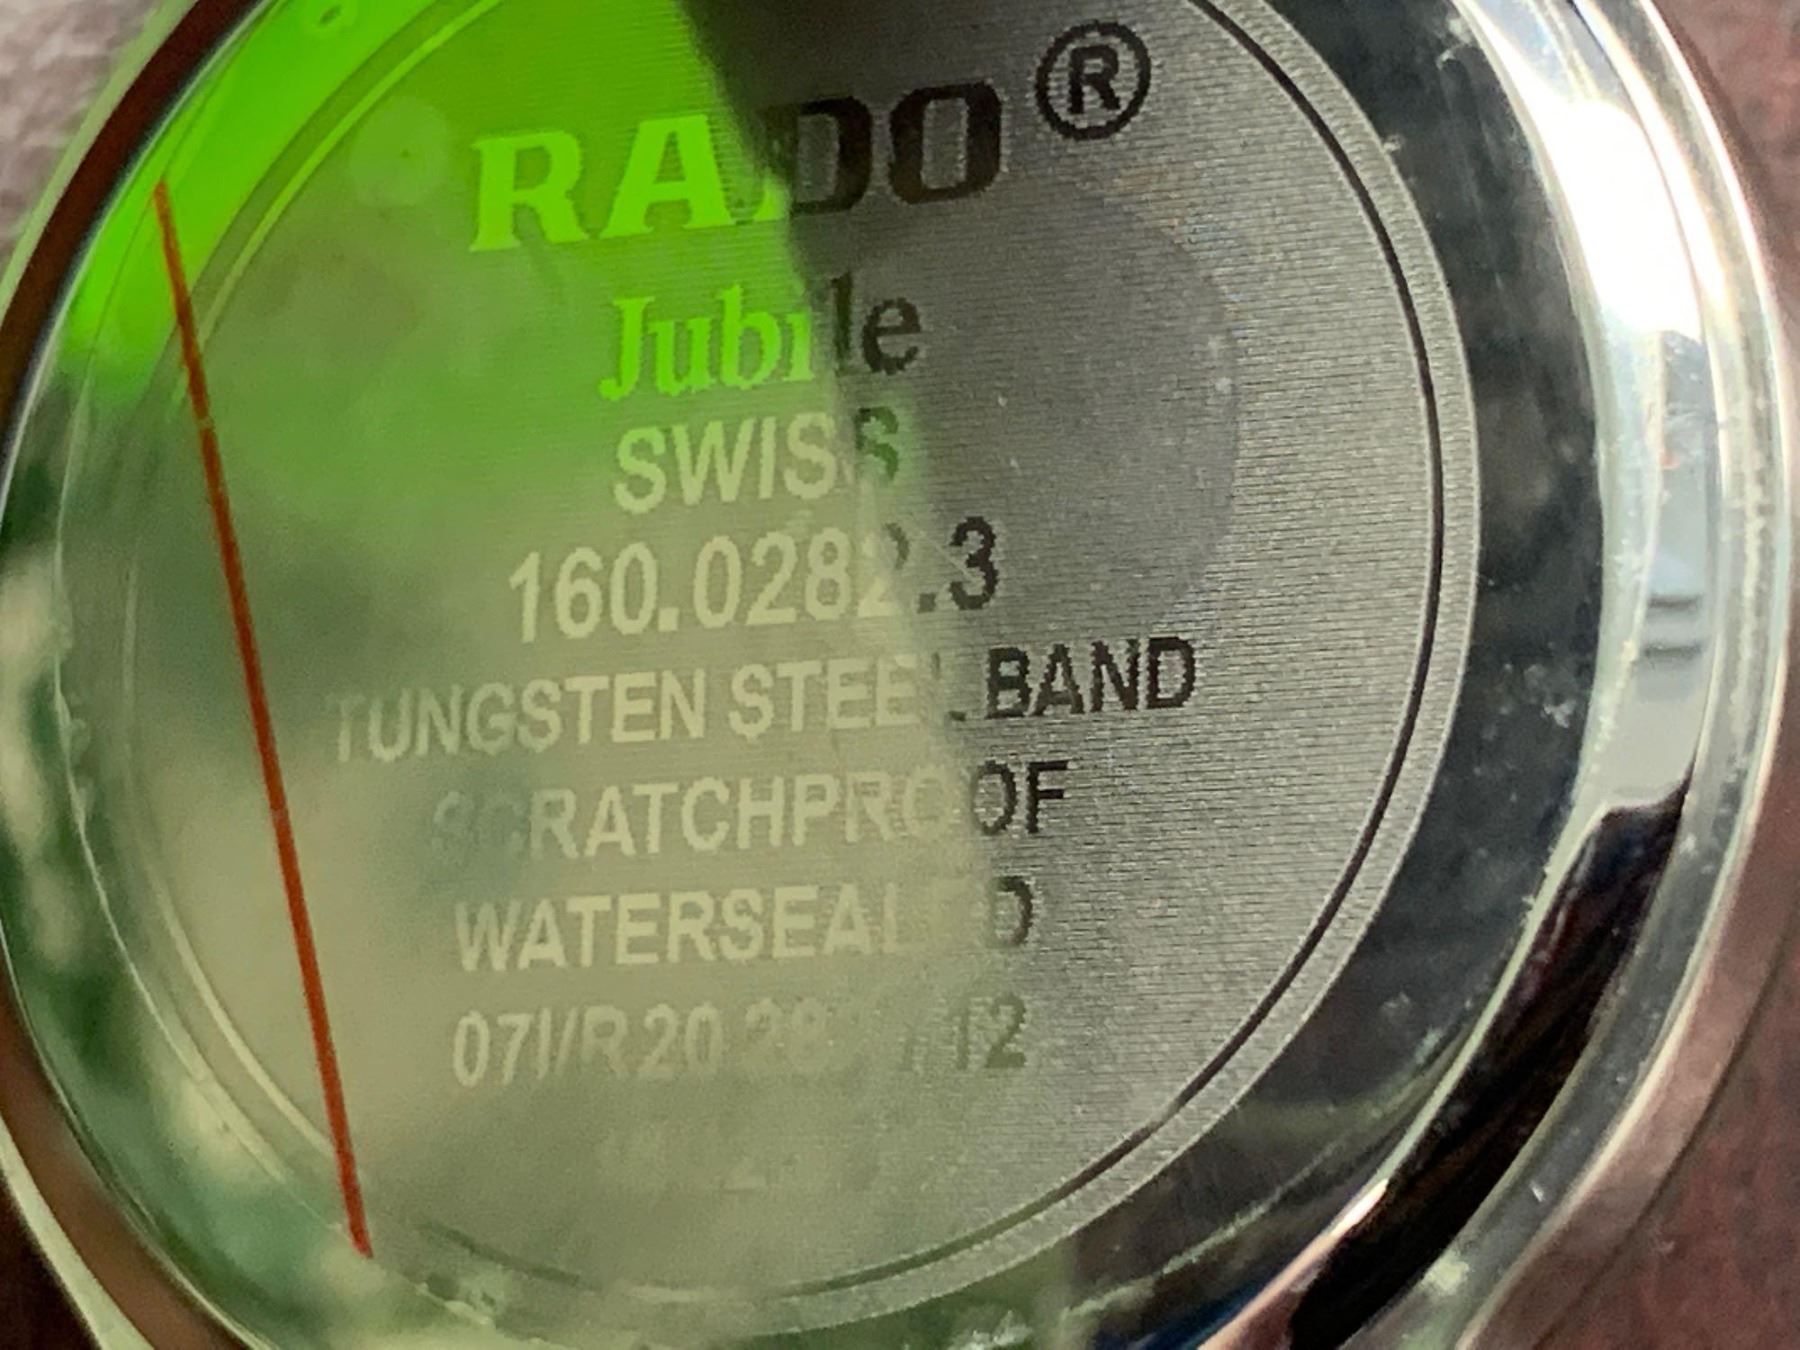 RADO ®
Jubile
SWISS
160.0282.3
TUNGSTEN STEEL BAND
SCRATCHPROOF
WATERSEALED